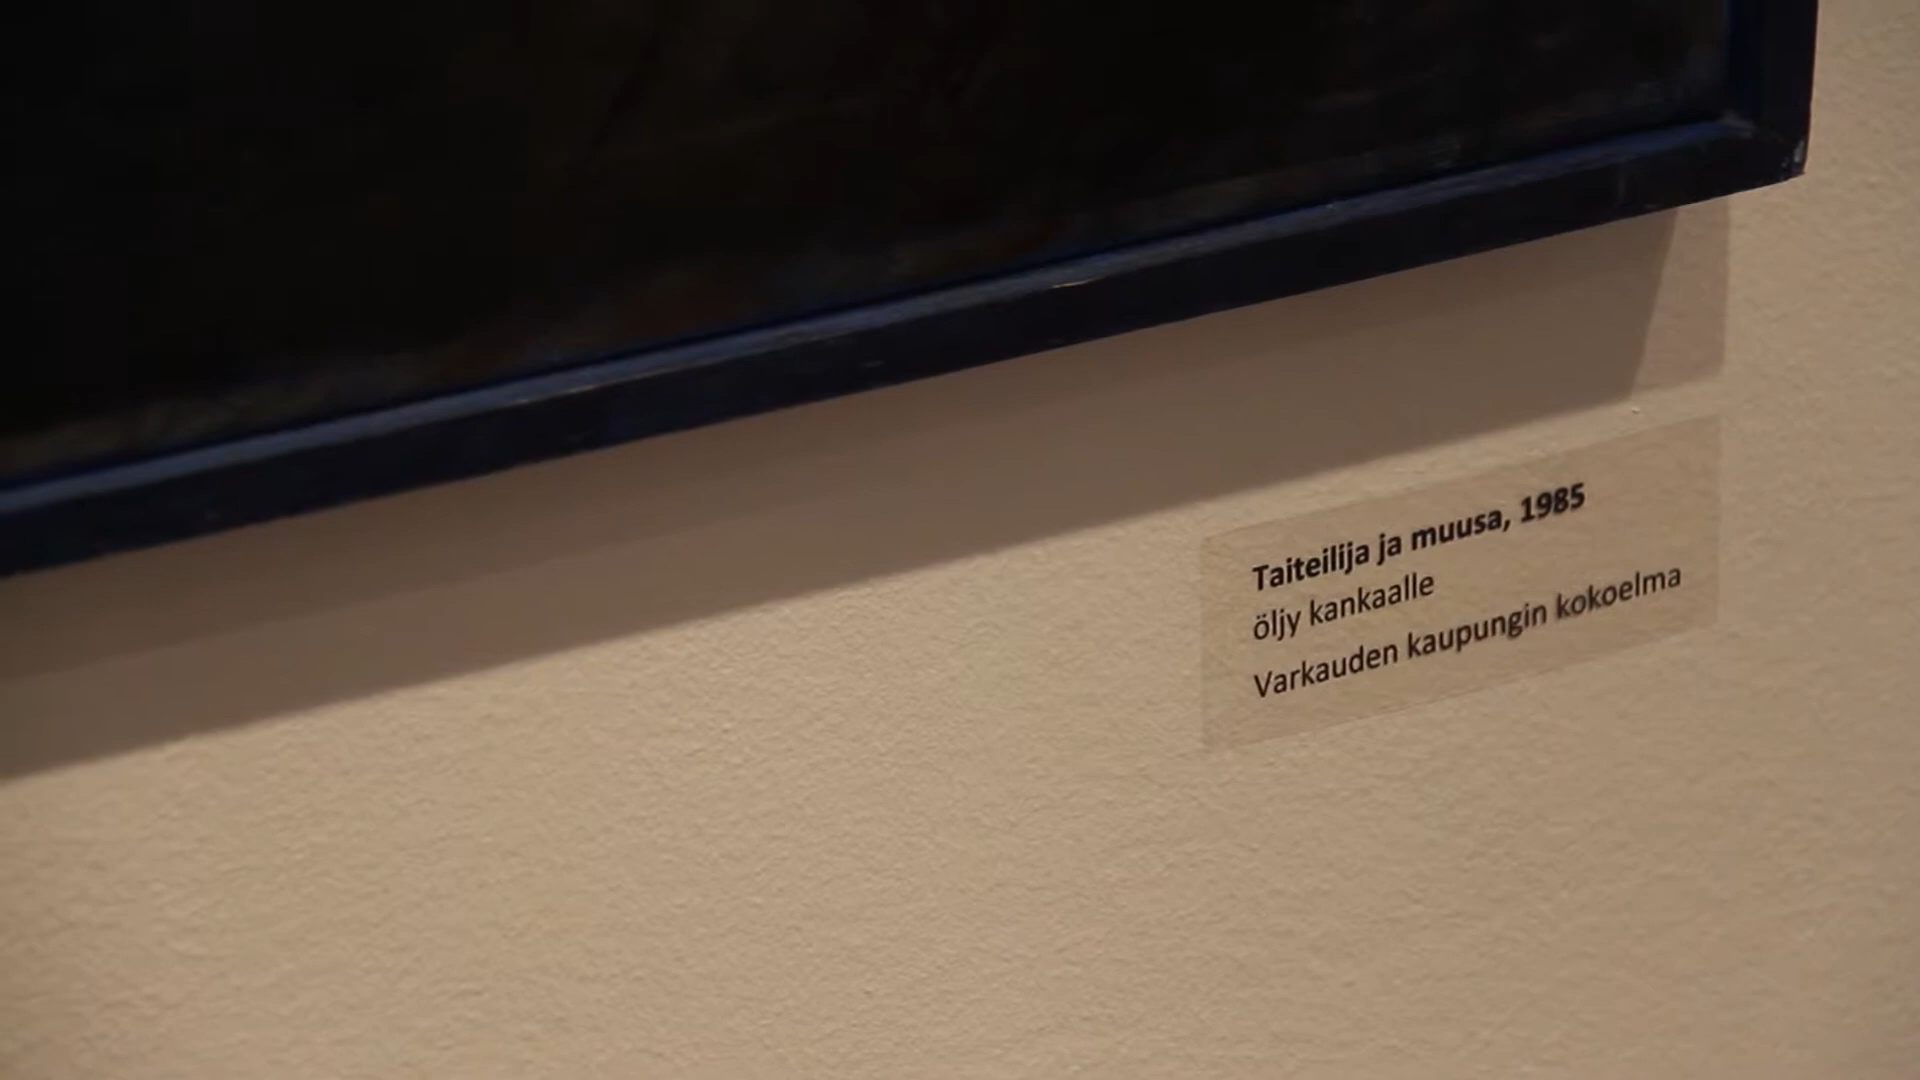 Taiteilija ja muusa, 1985
öljy kankaalle
Varkauden kaupungin kokoelma